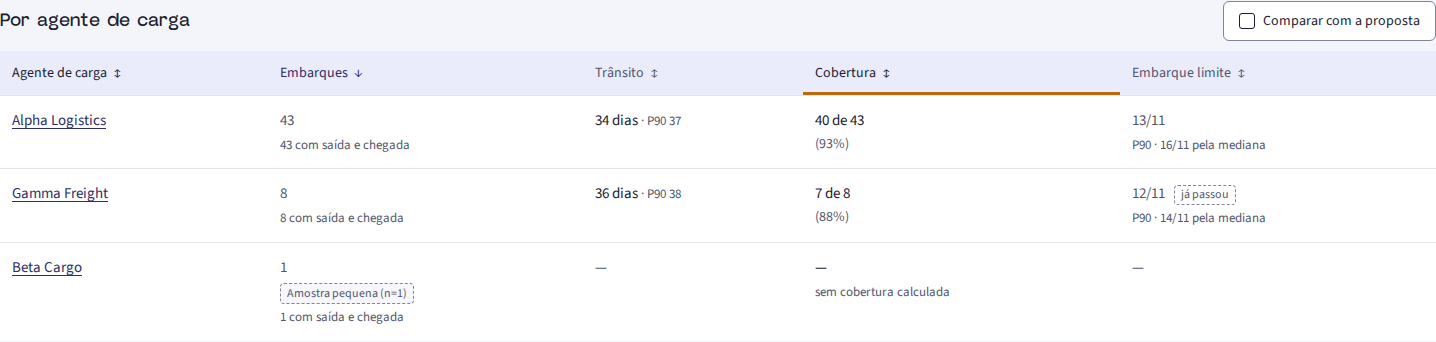 Por agente de carga
Comparar com a proposta
Agente de carga ↕ Embarques ↓ Trânsito ↕ Cobertura ↕ Embarque limite ↕
Alpha Logistics 43 34 dias · P90 37 40 de 43 13/11
43 com saída e chegada (93%) P90 · 16/11 pela mediana
Gamma Freight 8 36 dias · P90 38 7 de 8 12/11 já passou
8 com saída e chegada (88%) P90 · 14/11 pela mediana
Beta Cargo 1 — — —
Amostra pequena (n=1) sem cobertura calculada
1 com saída e chegada